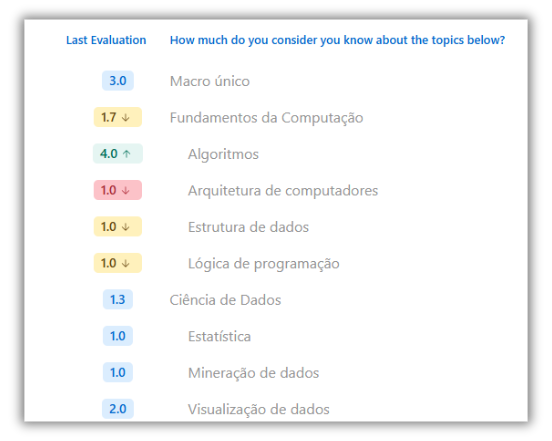 Last Evaluation How much do you consider you know about the topics below?
3.0 Macro único
1.7 ↓ Fundamentos da Computação
4.0 ↑ Algoritmos
1.0 ↓ Arquitetura de computadores
1.0 ↓ Estrutura de dados
1.0 ↓ Lógica de programação
1.3 Ciência de Dados
1.0 Estatística
1.0 Mineração de dados
2.0 Visualização de dados